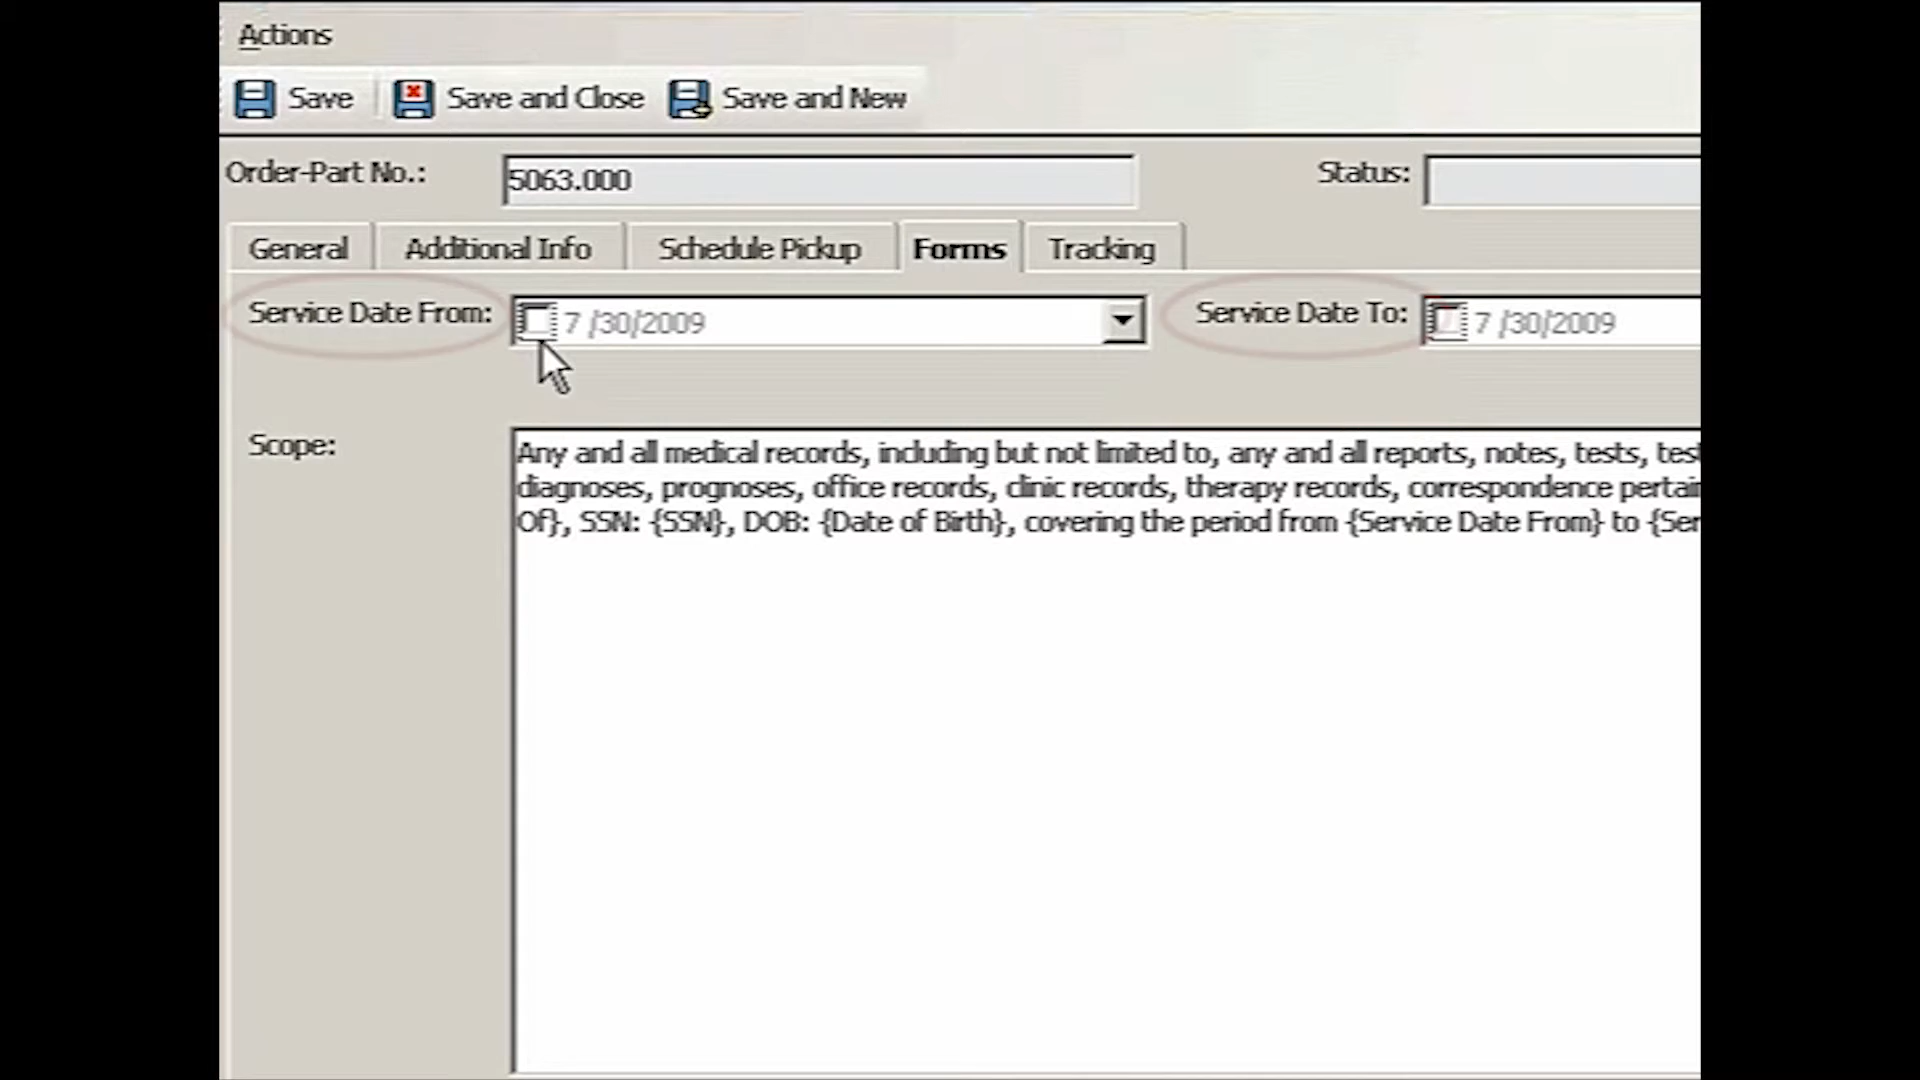 Actions
Save Save and Close Save and New
Order-Part No.: 5063.000 Status:
General Additional Info Schedule Pickup Forms Tracking
Service Date From: 7 /30/2009 Service Date To: 7 /30/2009
Scope: Any and all medical records, including but not limited to, any and all reports, notes, tests, test
diagnoses, prognoses, office records, clinic records, therapy records, correspondence pertain
Of}, SSN: {SSN}, DOB: {Date of Birth}, covering the period from {Service Date From} to {Ser